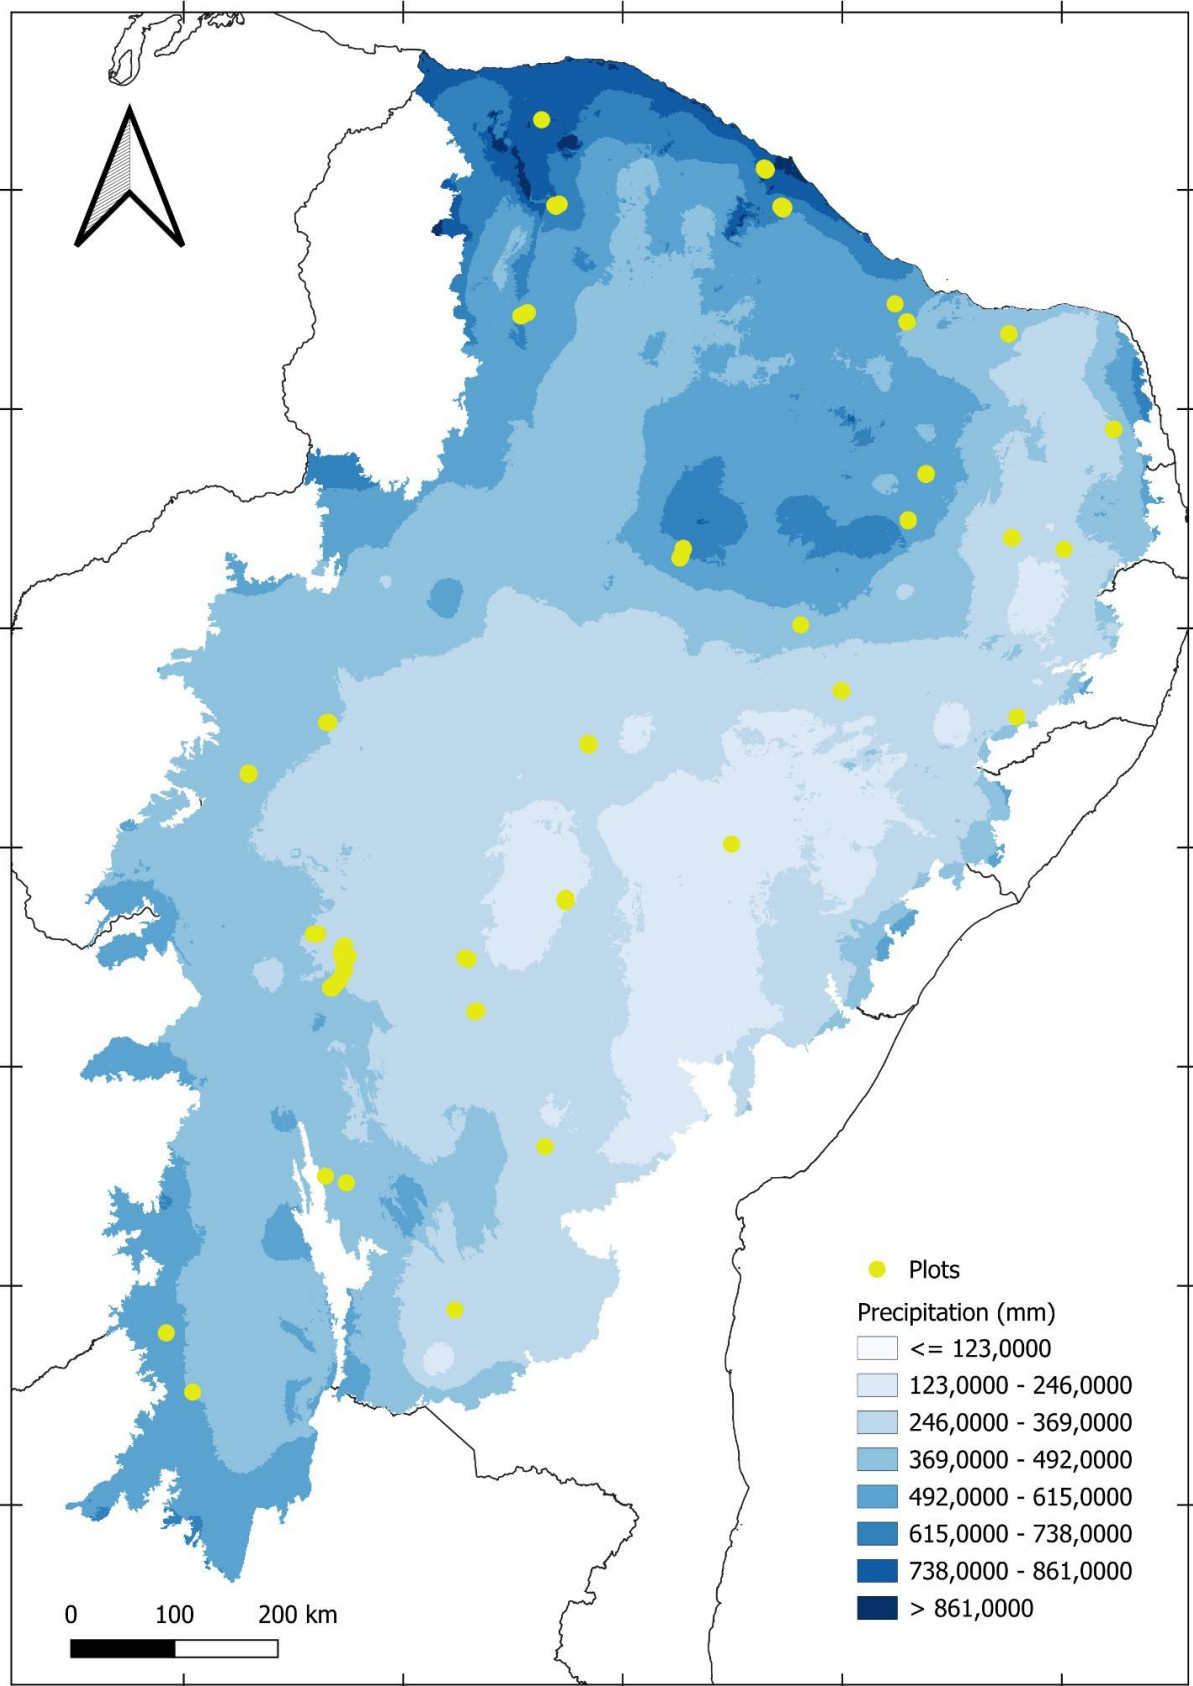 Plots
Precipitation (mm)
<= 123,0000
123,0000 - 246,0000
246,0000 - 369,0000
369,0000 - 492,0000
492,0000 - 615,0000
615,0000 - 738,0000
738,0000 - 861,0000
> 861,0000
0 100 200 km